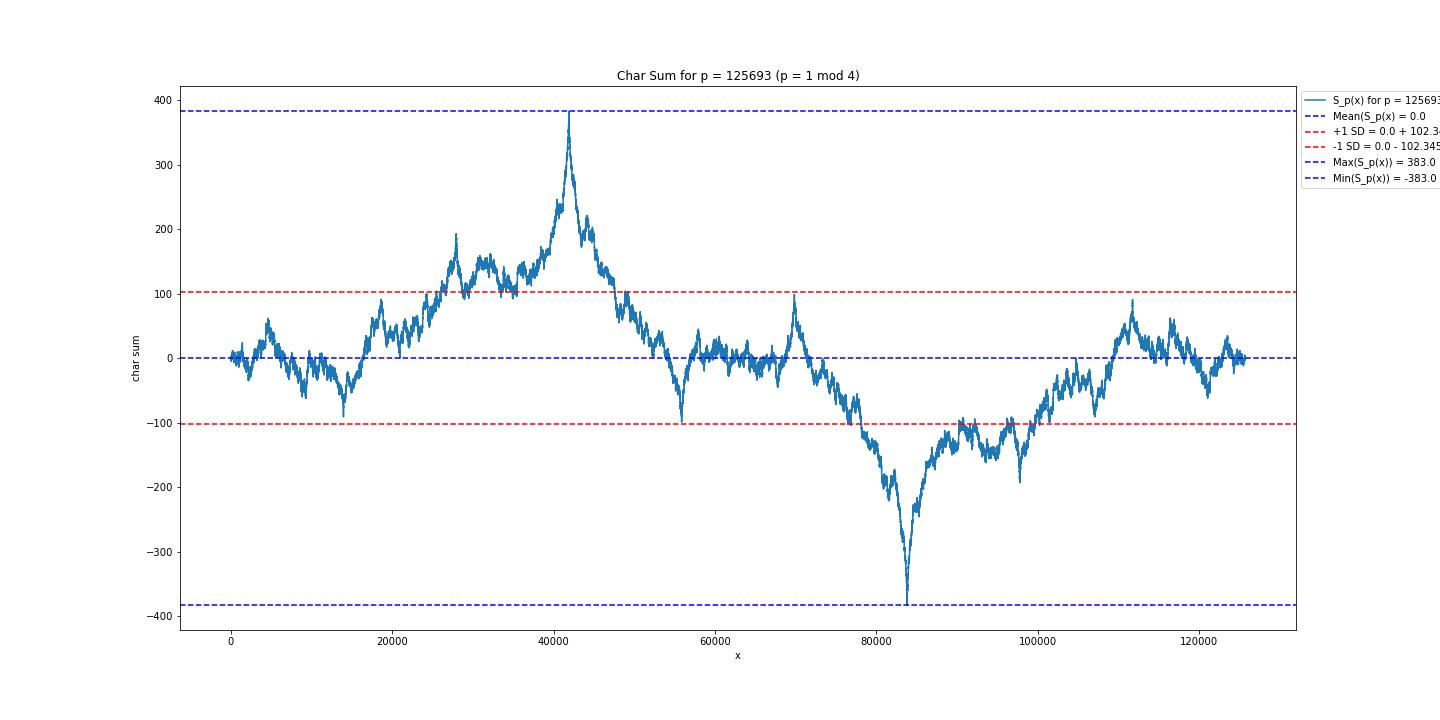 Char Sum for p = 125693 (p = 1 mod 4)
S_p(x) for p = 125693
Mean(S_p(x) = 0.0
+1 SD = 0.0 + 102.3
-1 SD = 0.0 - 102.345
Max(S_p(x)) = 383.0
Min(S_p(x)) = -383.0
400
300
200
100
0
−100
−200
−300
−400
char sum
0
20000
40000
60000
80000
100000
120000
x